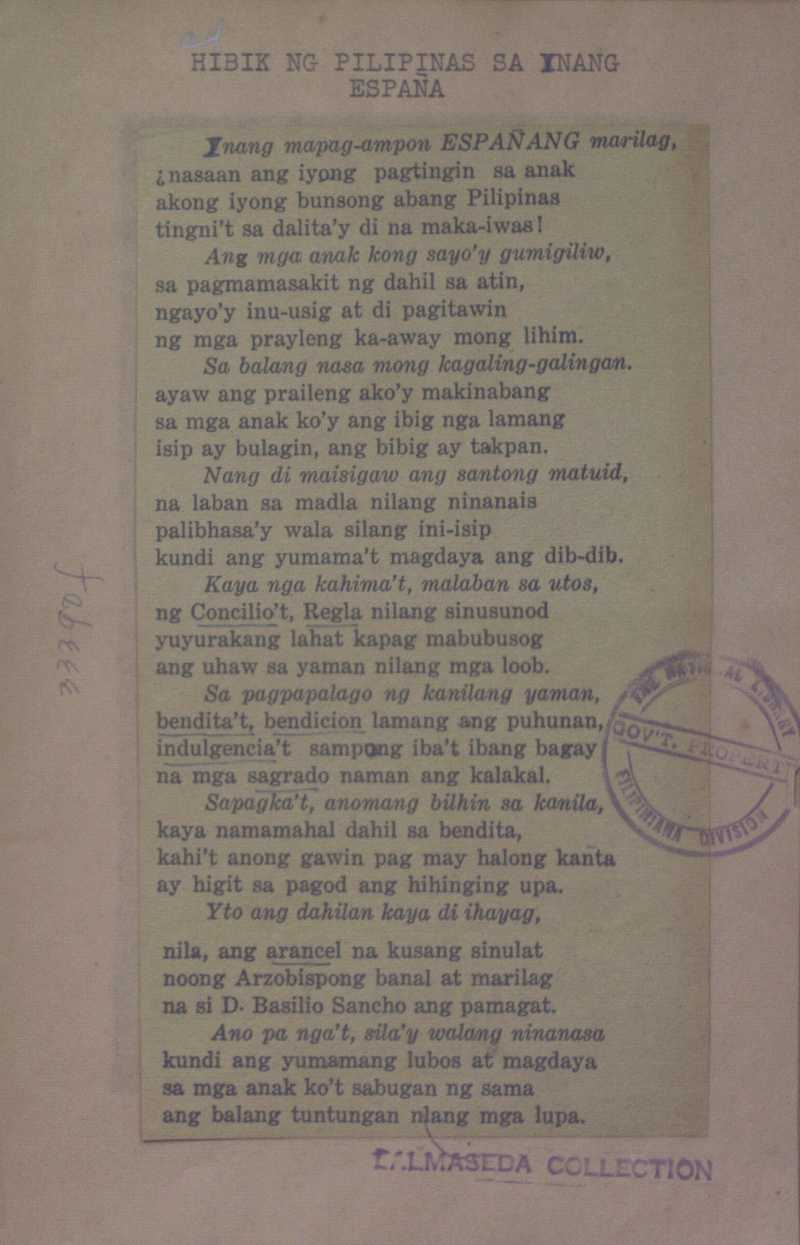 HIBIK NG PILIPINAS SA INANG
ESPAÑA
Inang mapag-ampon ESPAÑANG marilag,
¿nasaan ang iyong pagtingin sa anak
akong iyong bunsong abang Pilipinas
tingni't sa dalita'y di na maka-iwas!
Ang mga anak kong sayo'y gumigiliw,
sa pagmamasakit ng dahil sa atin,
ngayo'y inu-usig at di pagitawin
ng mga prayleng ka-away mong lihim.
Sa balang nasa mong kagaling-galingan.
ayaw ang praileng ako'y makinabang
sa mga anak ko'y ang ibig nga lamang
isip ay bulagin, ang bibig ay takpan.
Nang di maisigaw ang santong matuid,
na laban sa madla nilang ninanais
palibhasa'y wala silang ini-isip
kundi ang yumama't magdaya ang dib-dib.
Kaya nga kahima't, malaban sa utos,
ng Concilio't, Regla nilang sinusunod
yuyurakang lahat kapag mabubusog
ang uhaw sa yaman nilang mga loob.
Sa pagpapalago ng kanilang yaman,
bendita't, bendicion lamang ang puhunan,
indulgencia't sampong iba't ibang bagay
na mga sagrado naman ang kalakal.
Sapagka't, anomang bilhin sa kanila,
kaya namamahal dahil sa bendita,
kahi't anong gawin pag may halong kanta
ay higit sa pagod ang hihinging upa.
Yto ang dahilan kaya di ihayag,
nila, ang arancel na kusang sinulat
noong Arzobispong banal at marilag
na si D. Basilio Sancho ang pamagat.
Ano pa nga't, sila'y walang ninanasa
kundi ang yumamang lubos at magdaya
sa mga anak ko't sabugan ng sama
ang balang tuntungan nlang mga lupa.
THE NATIONAL LIBRARY
GOV'T. PROPERTY
FILIPINIANA DIVISION
COLLECTION